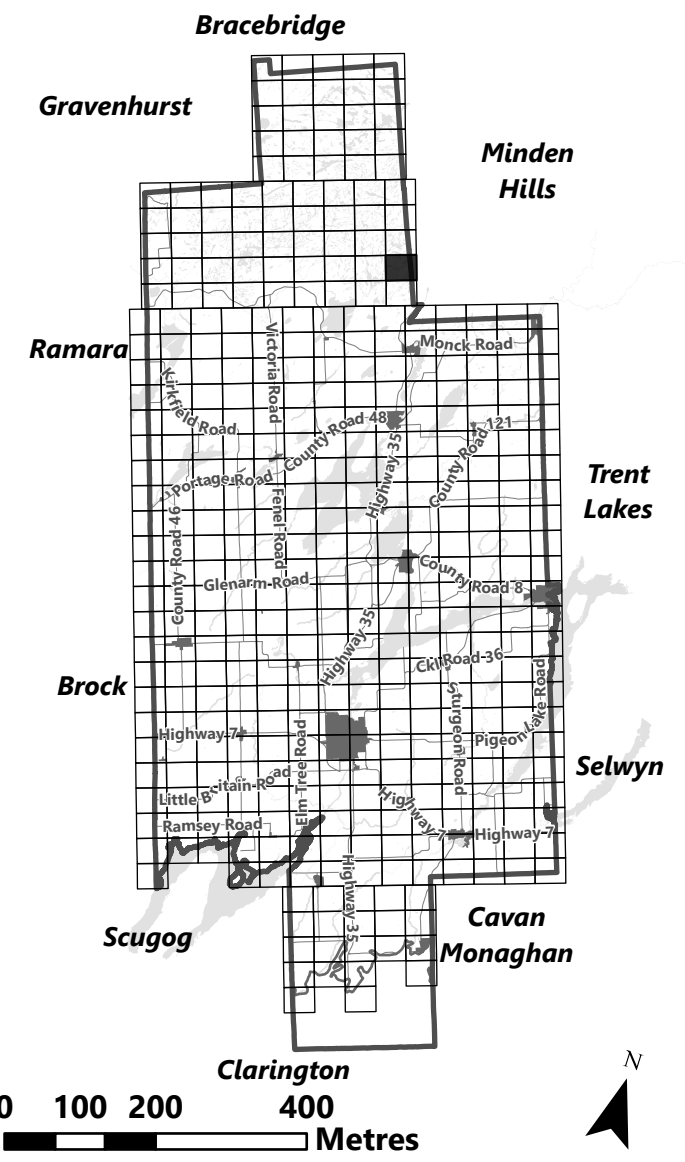 Bracebridge
Gravenhurst
Minden
Hills
Ramara
Victoria Road
Monck Road
Kirkfield Road
County Road 48
County Road 121
Highway 35
Portage Road
Trent
Lakes
Fenel Road
County Road 46
Glenarm Road
County Road 8
Highway 35
Ckl Road 36
Brock
Sturgeon Road
Pigeon Lake Road
Highway 7
Elm Tree Road
Selwyn
Little Britain Road
Highway 7
Highway 7
Ramsey Road
Highway 35
Scugog
Cavan
Monaghan
Clarington
N
0 100 200 400
Metres